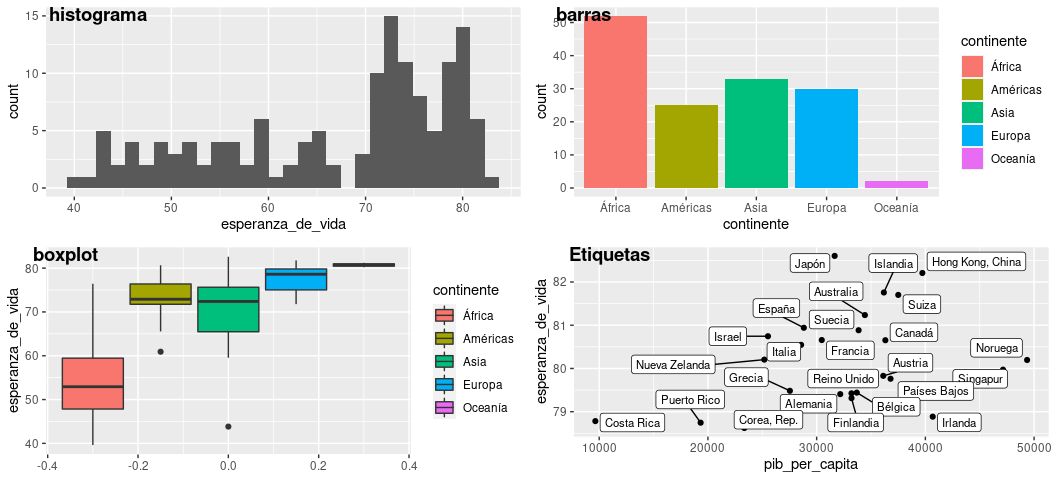 histograma
15
10
5
0
count
40 50 60 70 80
esperanza_de_vida
barras
50
40
30
20
10
0
count
África Américas Asia Europa Oceanía
continente
continente
África
Américas
Asia
Europa
Oceanía
boxplot
80
70
60
50
40
esperanza_de_vida
-0.4 -0.2 0.0 0.2 0.4
continente
África
Américas
Asia
Europa
Oceanía
Etiquetas
82
81
80
79
esperanza_de_vida
Japón
Islandia
Hong Kong, China
Australia
Suiza
España
Suecia
Israel
Canadá
Italia
Francia
Noruega
Nueva Zelanda
Austria
Grecia
Reino Unido
Singapur
Países Bajos
Puerto Rico
Alemania
Bélgica
Costa Rica
Corea, Rep.
Finlandia
Irlanda
10000 20000 30000 40000 50000
pib_per_capita